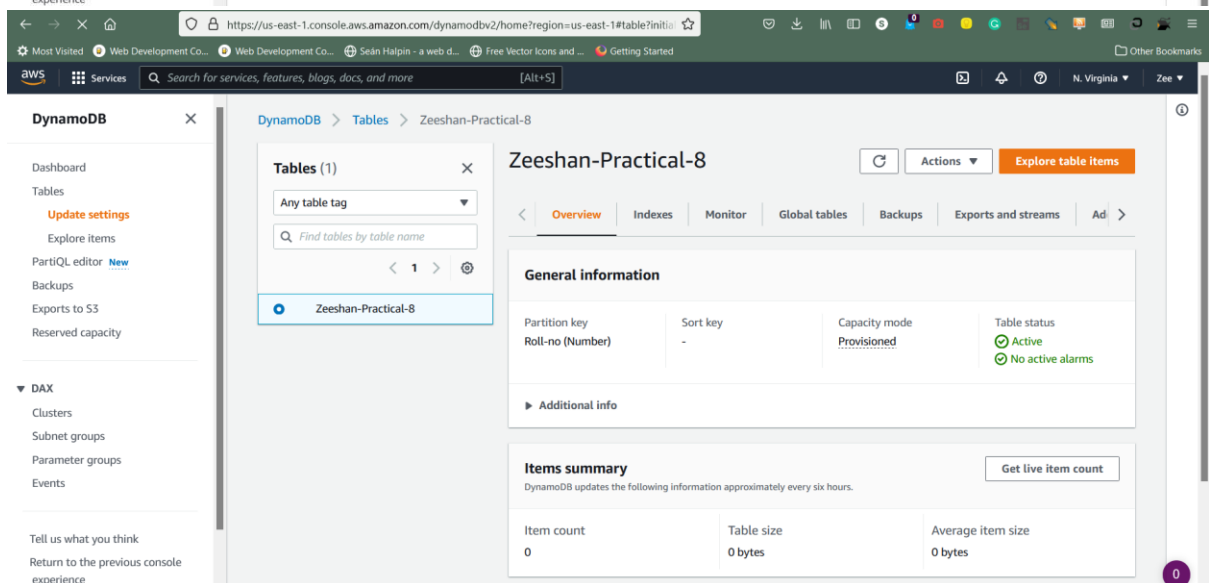 experience
https://us-east-1.console.aws.amazon.com/dynamodbv2/home?region=us-east-1#table?initia
Most Visited Web Development Co... Web Development Co... Seán Halpin - a web d... Free Vector Icons and ... Getting Started Other Bookmarks
aws Services Search for services, features, blogs, docs, and more [Alt+S] N. Virginia ▼ Zee ▼
DynamoDB
Dashboard
Tables
Update settings
Explore items
PartiQL editor New
Backups
Exports to S3
Reserved capacity
▼ DAX
Clusters
Subnet groups
Parameter groups
Events
Tell us what you think
Return to the previous console
experience
DynamoDB > Tables > Zeeshan-Practical-8
Tables (1)
Any table tag
Find tables by table name
< 1 >
Zeeshan-Practical-8
Zeeshan-Practical-8
Actions ▼ Explore table items
Overview Indexes Monitor Global tables Backups Exports and streams Ad
General information
Partition key Sort key Capacity mode Table status
Roll-no (Number) - Provisioned Active
No active alarms
Additional info
Items summary Get live item count
DynamoDB updates the following information approximately every six hours.
Item count Table size Average item size
0 0 bytes 0 bytes
0